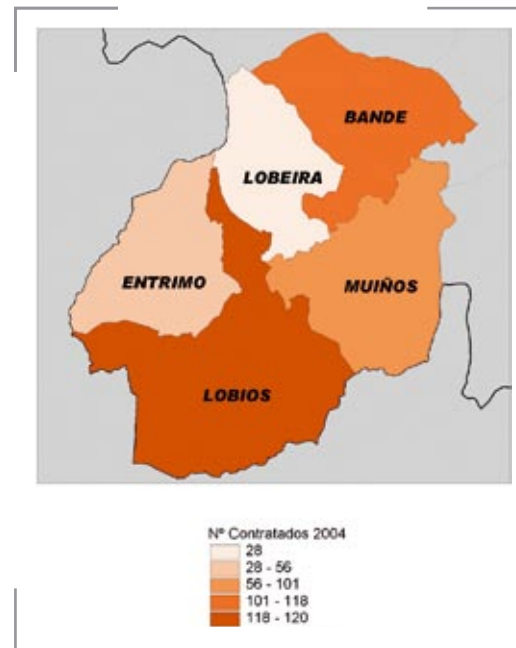 BANDE
LOBEIRA
ENTRIMO
MUIÑOS
LOBIOS
Nº Contratados 2004
28
28 - 56
56 - 101
101 - 118
118 - 120